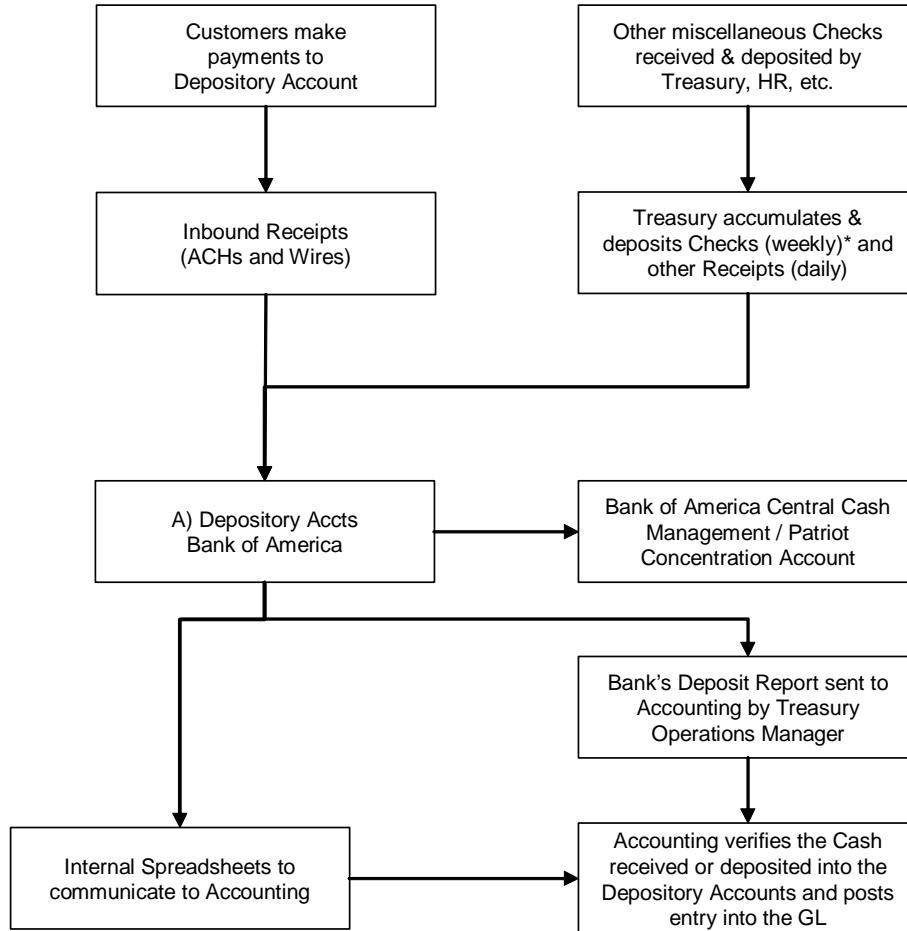 Customers make
payments to
Depository Account
Other miscellaneous Checks
received & deposited by
Treasury, HR, etc.
Inbound Receipts
(ACHs and Wires)
Treasury accumulates &
deposits Checks (weekly)* and
other Receipts (daily)
A) Depository Accts
Bank of America
Bank of America Central Cash
Management / Patriot
Concentration Account
Bank’s Deposit Report sent to
Accounting by Treasury
Operations Manager
Internal Spreadsheets to
communicate to Accounting
Accounting verifies the Cash
received or deposited into the
Depository Accounts and posts
entry into the GL